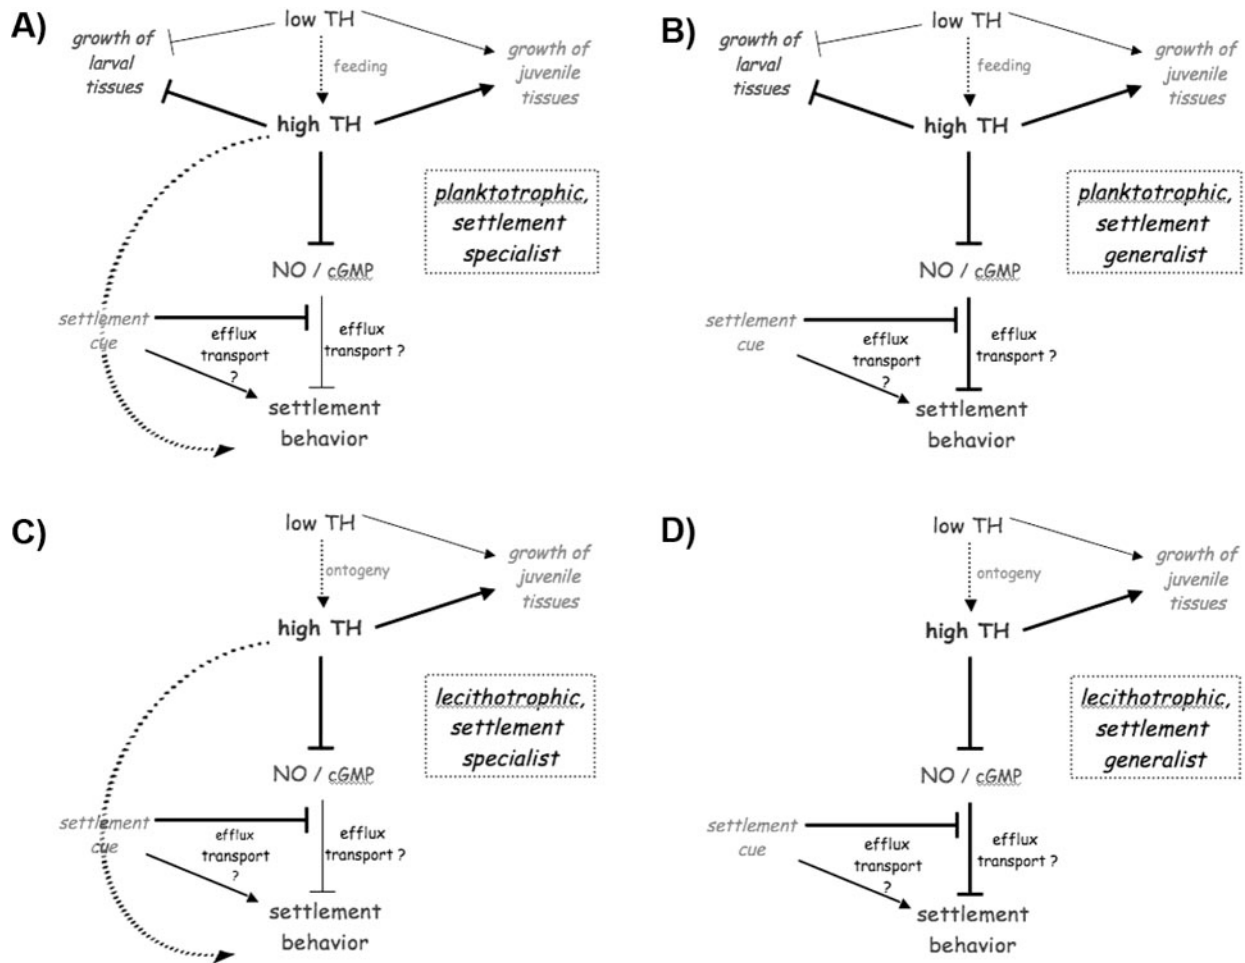 A)
low TH
growth of
larval
tissues
feeding
growth of
juvenile
tissues
high TH
planktotrophic,
settlement
specialist
NO / cGMP
settlement
cue
efflux
transport
?
efflux
transport ?
settlement
behavior
B)
low TH
growth of
larval
tissues
feeding
growth of
juvenile
tissues
high TH
planktotrophic,
settlement
generalist
NO / cGMP
settlement
cue
efflux
transport
?
efflux
transport ?
settlement
behavior
C)
low TH
ontogeny
growth of
juvenile
tissues
high TH
lecithotrophic,
settlement
specialist
NO / cGMP
settlement
cue
efflux
transport
?
efflux
transport ?
settlement
behavior
D)
low TH
ontogeny
growth of
juvenile
tissues
high TH
lecithotrophic,
settlement
generalist
NO / cGMP
settlement
cue
efflux
transport
?
efflux
transport ?
settlement
behavior